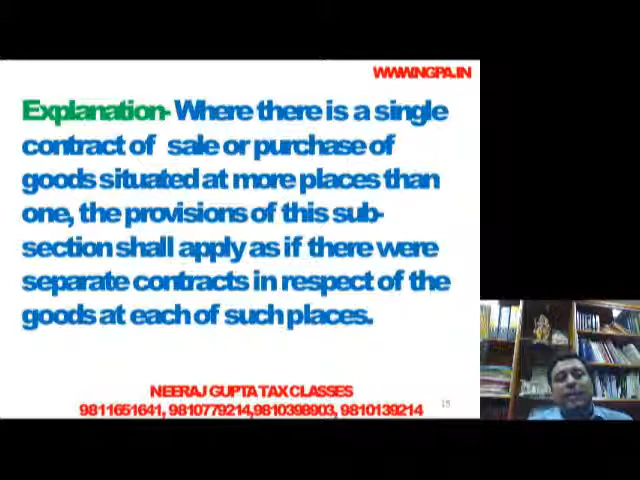 WWW.NGPA.IN
Explanation- Where there is a single
contract of sale or purchase of
goods situated at more places than
one, the provisions of this sub-
section shall apply as if there were
separate contracts in respect of the
goods at each of such places.
NEERAJ GUPTA TAX CLASSES
9811651641, 9810779214,9810398903, 9810139214
15